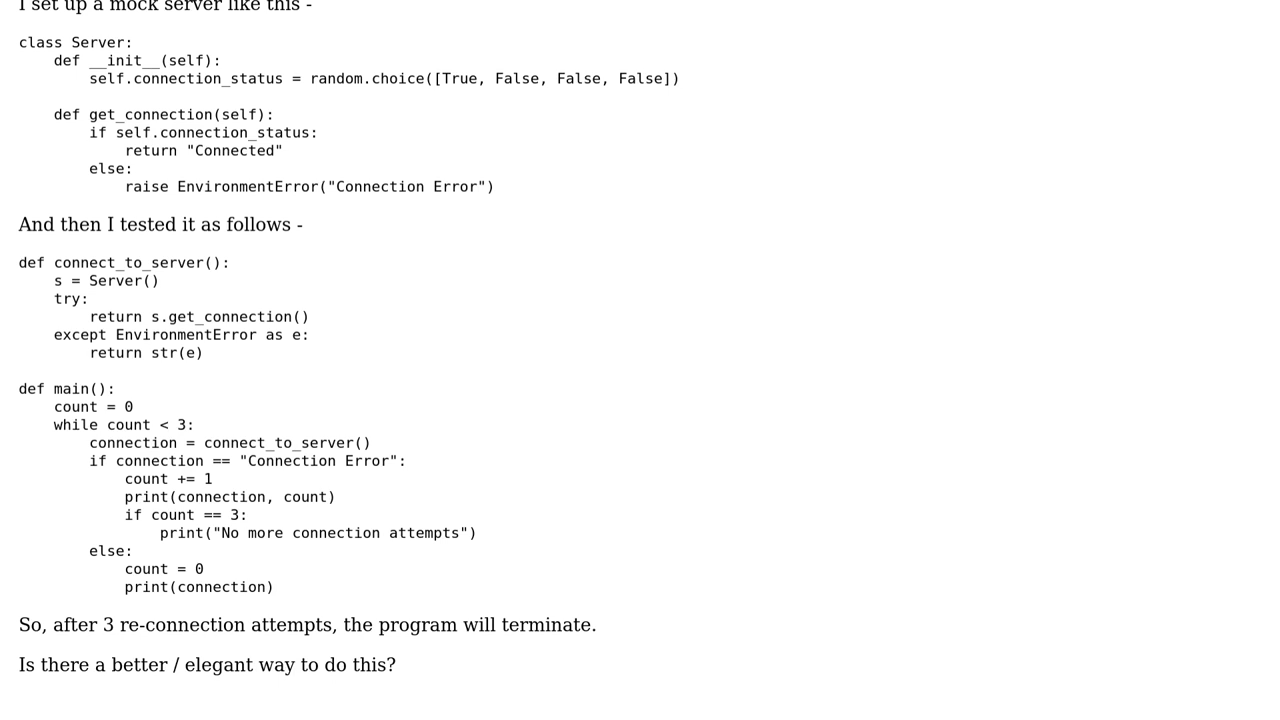 I set up a mock server like this -
class Server:
    def __init__(self):
        self.connection_status = random.choice([True, False, False, False])

    def get_connection(self):
        if self.connection_status:
            return "Connected"
        else:
            raise EnvironmentError("Connection Error")
And then I tested it as follows -
def connect_to_server():
    s = Server()
    try:
        return s.get_connection()
    except EnvironmentError as e:
        return str(e)

def main():
    count = 0
    while count < 3:
        connection = connect_to_server()
        if connection == "Connection Error":
            count += 1
            print(connection, count)
            if count == 3:
                print("No more connection attempts")
        else:
            count = 0
            print(connection)
So, after 3 re-connection attempts, the program will terminate.
Is there a better / elegant way to do this?